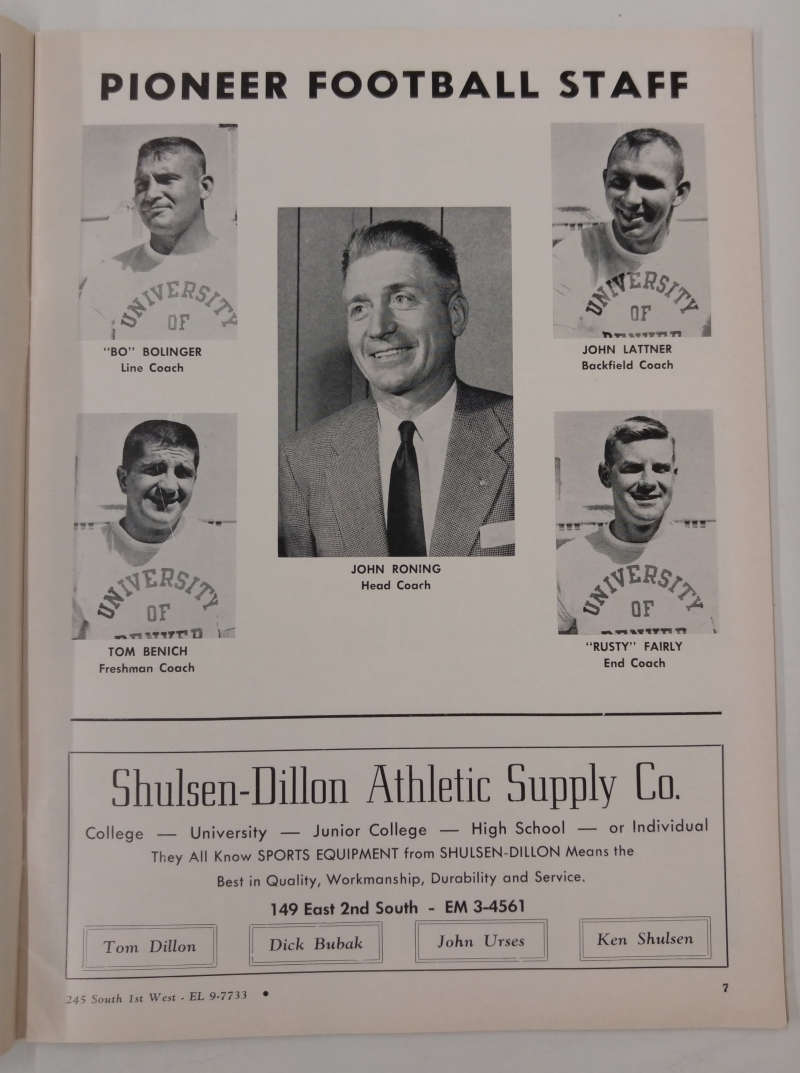 PIONEER FOOTBALL STAFF
UNIVERSITY
OF
"BO" BOLINGER
Line Coach
UNIVERSITY
OF
DENVER
JOHN LATTNER
Backfield Coach
JOHN RONING
Head Coach
UNIVERSITY
OF
DENVER
TOM BENICH
Freshman Coach
UNIVERSITY
OF
DENVER
"RUSTY" FAIRLY
End Coach
Shulsen-Dillon Athletic Supply Co.
College — University — Junior College — High School — or Individual
They All Know SPORTS EQUIPMENT from SHULSEN-DILLON Means the
Best in Quality, Workmanship, Durability and Service.
149 East 2nd South - EM 3-4561
Tom Dillon Dick Bubak John Urses Ken Shulsen
245 South 1st West - EL 9-7733 •
7